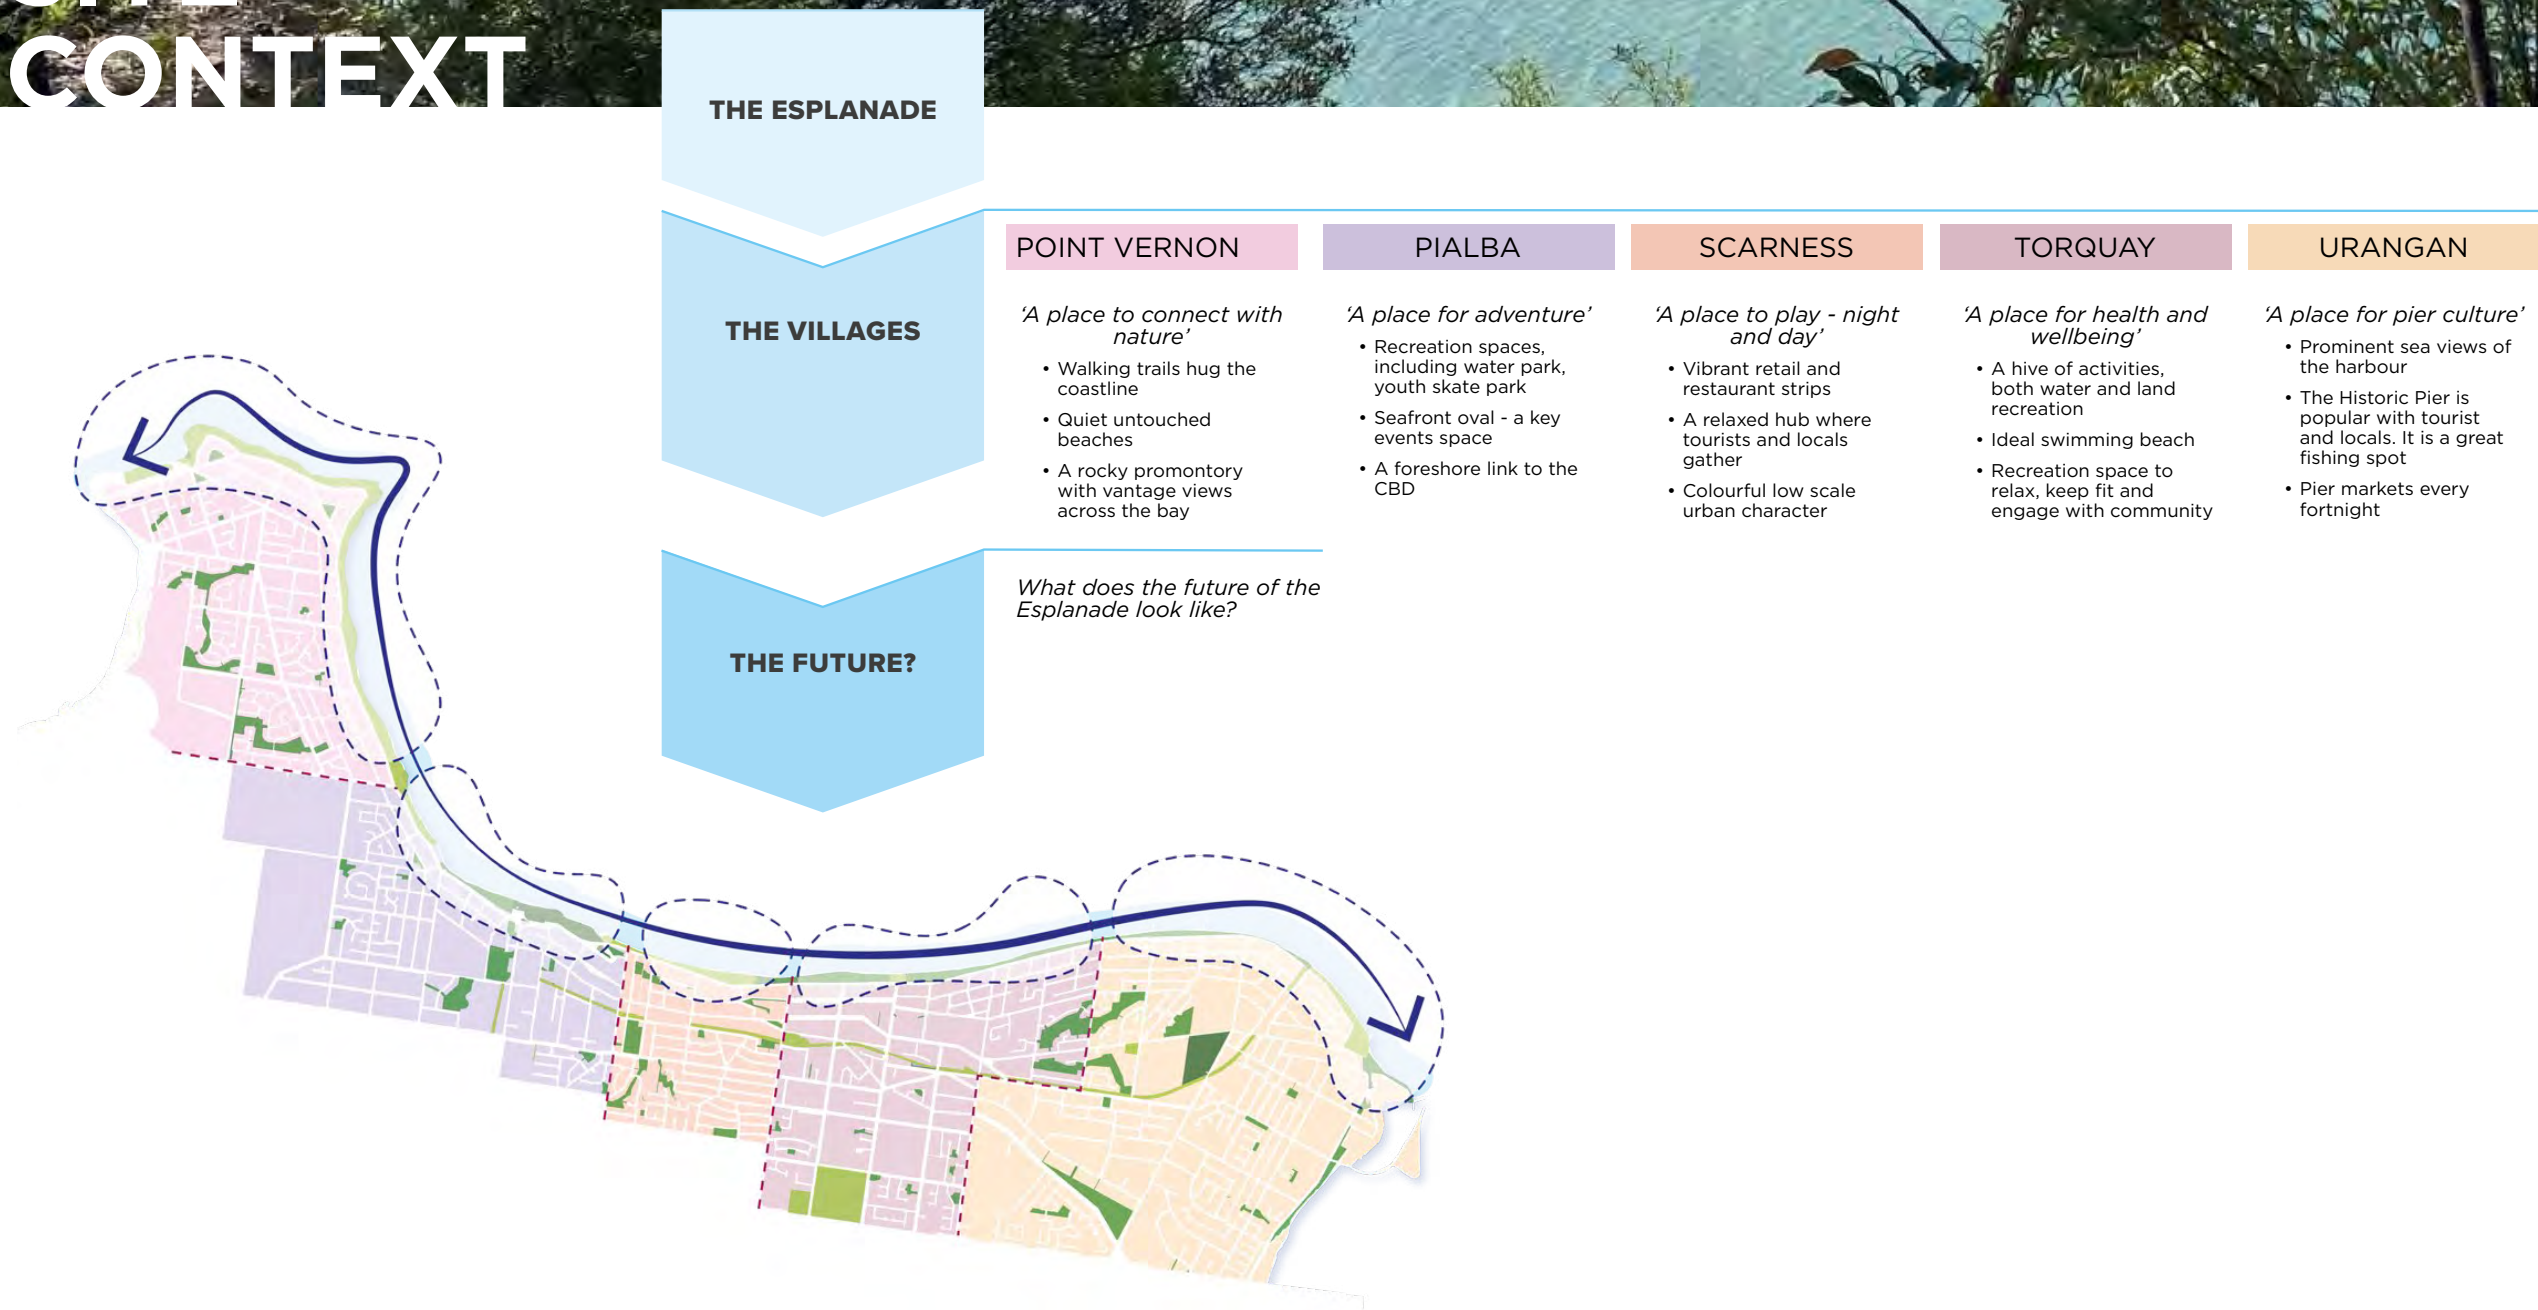 CONTEXT
THE ESPLANADE
THE VILLAGES
POINT VERNON
‘A place to connect with
nature’
• Walking trails hug the
coastline
• Quiet untouched
beaches
• A rocky promontory
with vantage views
across the bay
PIALBA
‘A place for adventure’
• Recreation spaces,
including water park,
youth skate park
• Seafront oval - a key
events space
• A foreshore link to the
CBD
SCARNESS
‘A place to play - night
and day’
• Vibrant retail and
restaurant strips
• A relaxed hub where
tourists and locals
gather
• Colourful low scale
urban character
TORQUAY
‘A place for health and
wellbeing’
• A hive of activities,
both water and land
recreation
• Ideal swimming beach
• Recreation space to
relax, keep fit and
engage with community
URANGAN
‘A place for pier culture’
• Prominent sea views of
the harbour
• The Historic Pier is
popular with tourist
and locals. It is a great
fishing spot
• Pier markets every
fortnight
THE FUTURE?
What does the future of the
Esplanade look like?